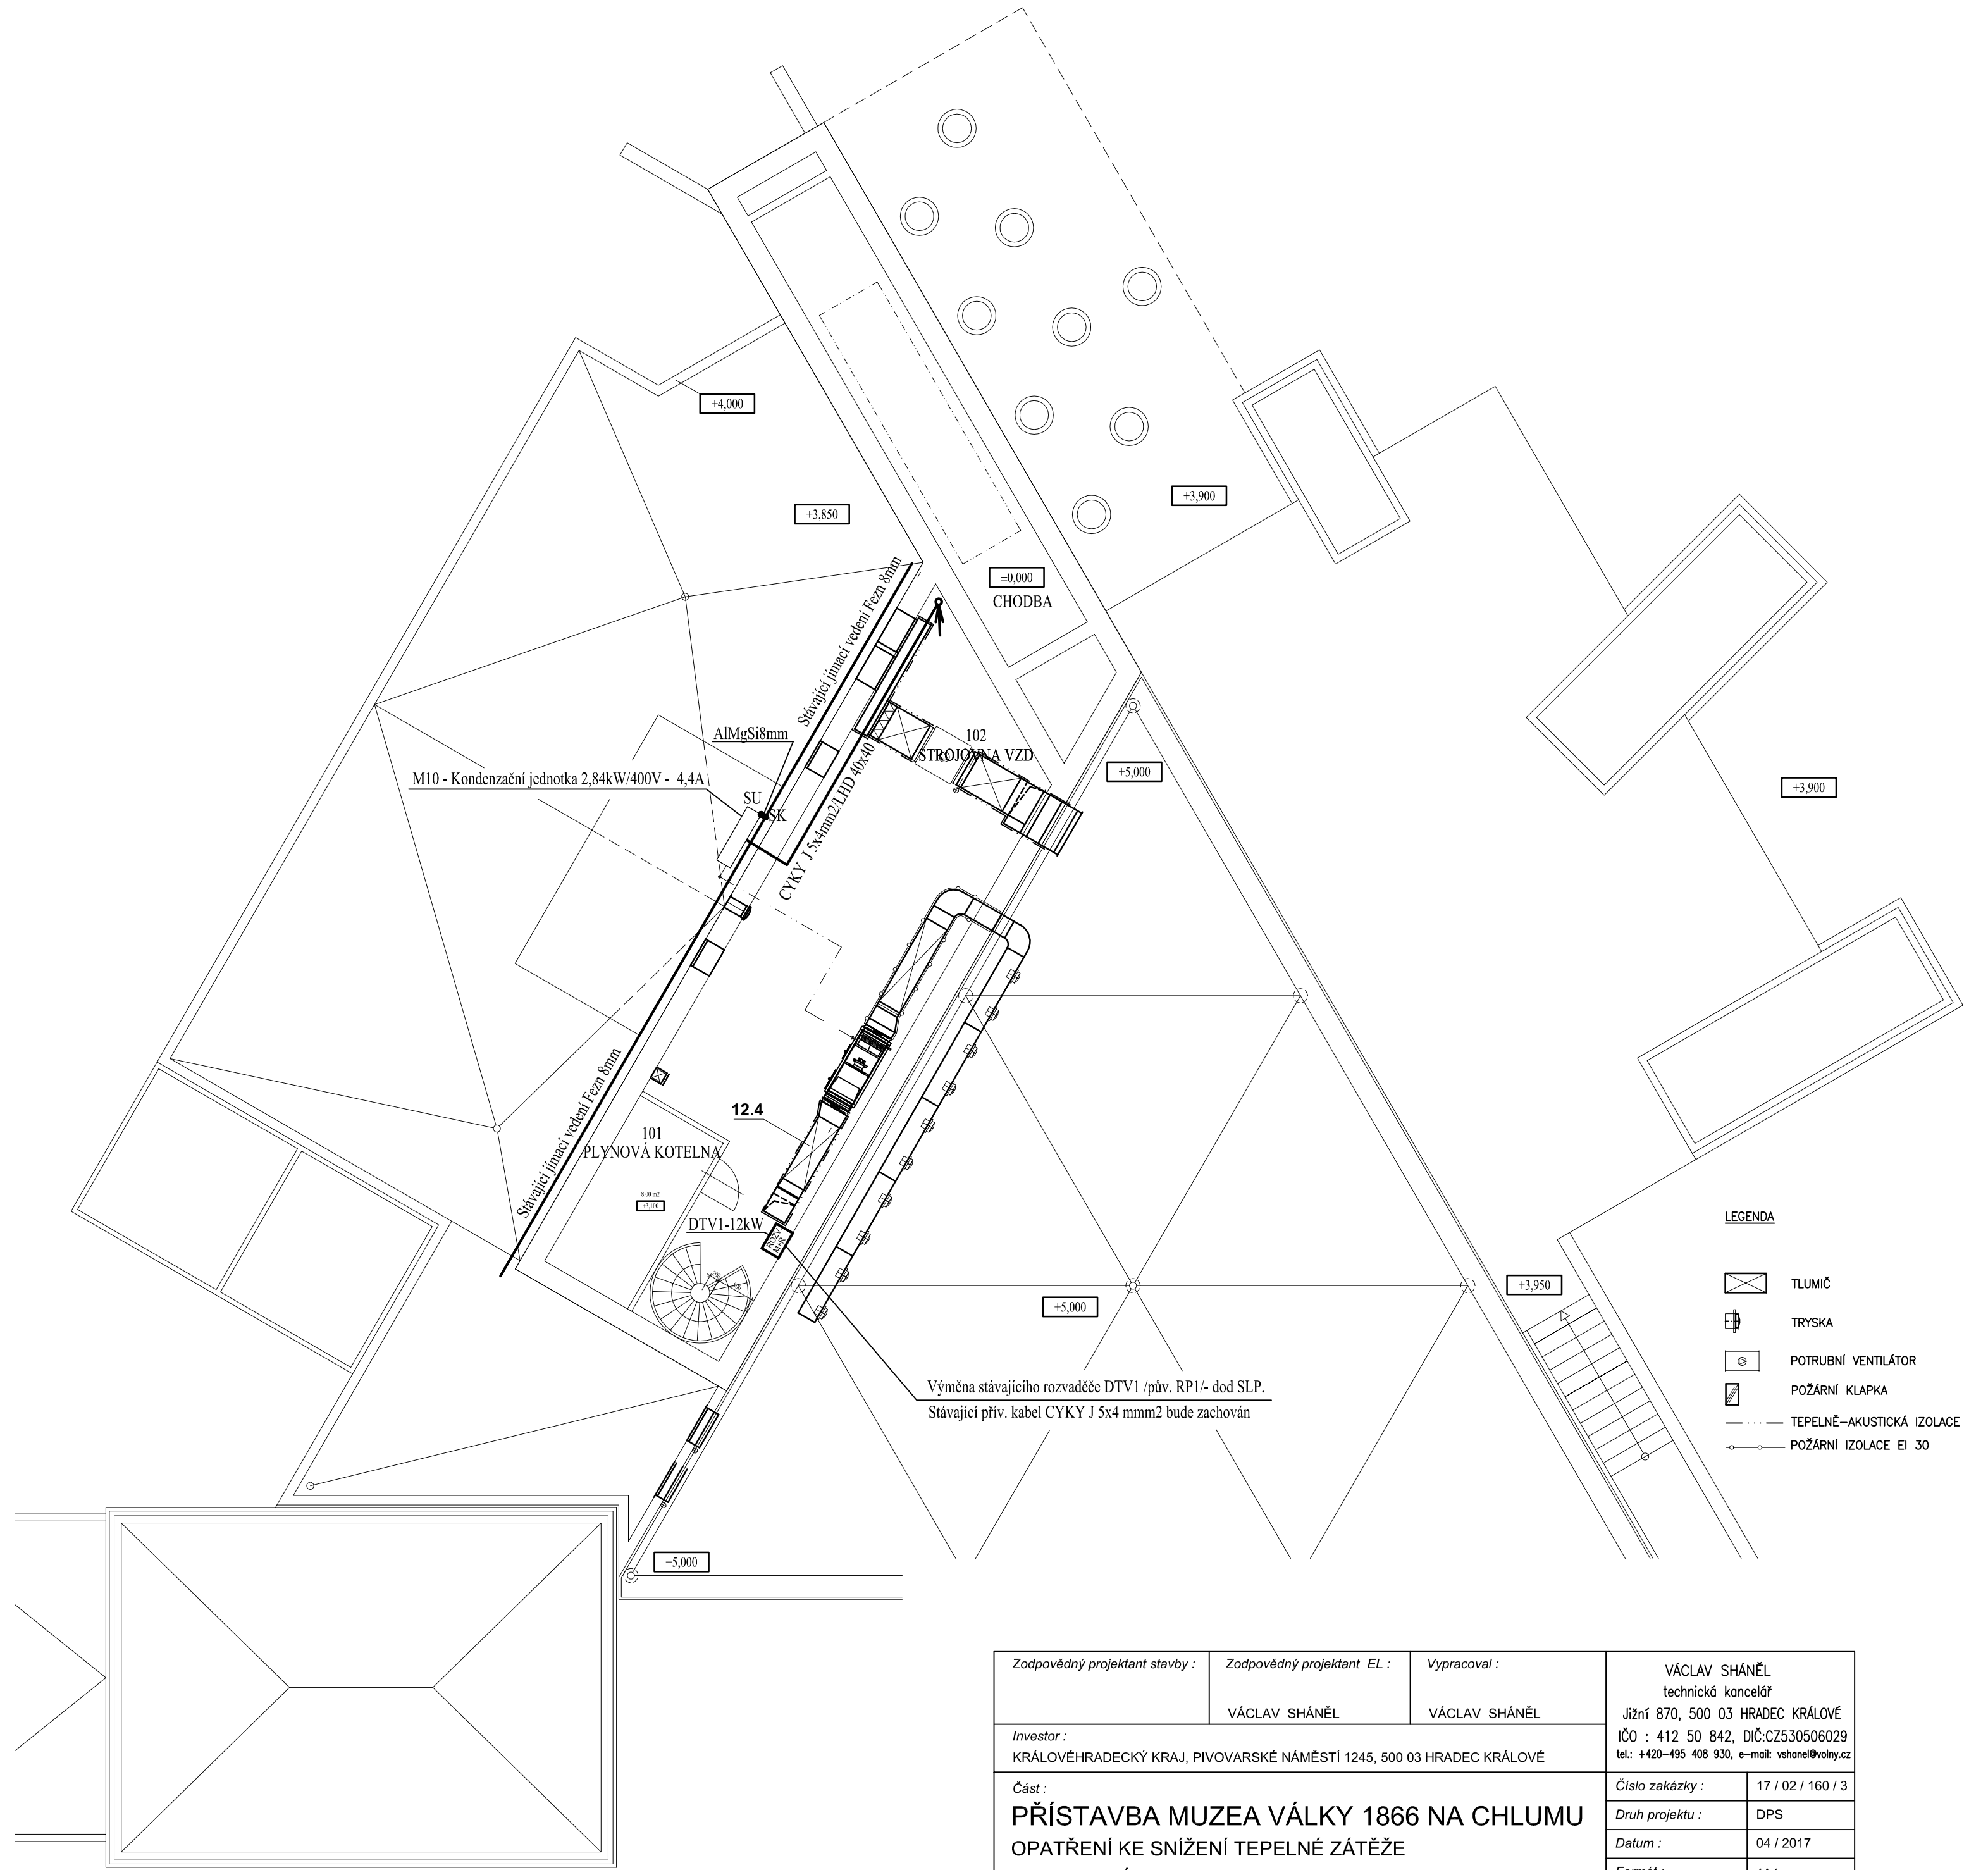 +4,000
+3,850
+3,900
±0,000
CHODBA
Stávající jímací vedení Fezn 8mm
AlMgSi8mm
M10 - Kondenzační jednotka 2,84kW/400V - 4,4A
SU
SK
CYKY J 5x4mm2/LHD 40x40
102
STROJOVNA VZD
+5,000
+3,900
Stávající jímací vedení Fezn 8mm
12.4
101
PLYNOVÁ KOTELNA
8.00 m2
+3,100
DTV1-12kW
ROZV
M+R
+5,000
+3,950
Výměna stávajícího rozvaděče DTV1 /pův. RP1/- dod SLP.
Stávající přív. kabel CYKY J 5x4 mmm2 bude zachován
+5,000
LEGENDA
TLUMIČ
TRYSKA
POTRUBNÍ VENTILÁTOR
POŽÁRNÍ KLAPKA
TEPELNĚ-AKUSTICKÁ IZOLACE
POŽÁRNÍ IZOLACE EI 30
Zodpovědný projektant stavby :
Zodpovědný projektant EL :
VÁCLAV SHÁNĚL
Vypracoval :
VÁCLAV SHÁNĚL
VÁCLAV SHÁNĚL
technická kancelář
Jižní 870, 500 03 HRADEC KRÁLOVÉ
IČO : 412 50 842, DIČ:CZ530506029
tel.: +420-495 408 930, e-mail: vshanel@volny.cz
Investor :
KRÁLOVÉHRADECKÝ KRAJ, PIVOVARSKÉ NÁMĚSTÍ 1245, 500 03 HRADEC KRÁLOVÉ
Část :
PŘÍSTAVBA MUZEA VÁLKY 1866 NA CHLUMU
OPATŘENÍ KE SNÍŽENÍ TEPELNÉ ZÁTĚŽE
Číslo zakázky : 17 / 02 / 160 / 3
Druh projektu : DPS
Datum : 04 / 2017